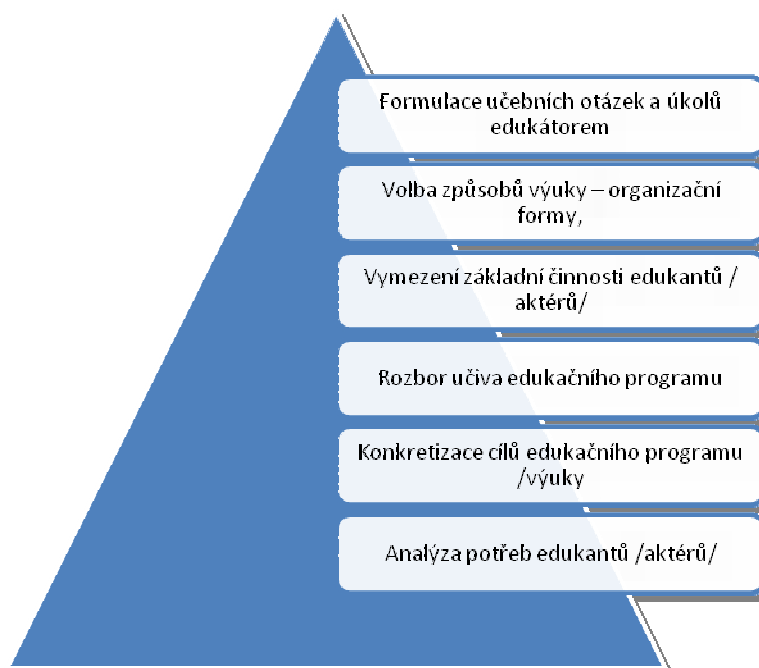 Formulace učebních otázek a úkolů
edukátorem
Volba způsobů výuky – organizační
formy,
Vymezení základní činnosti edukantů /
aktérů/
Rozbor učiva edukačního programu
Konkretizace cílů edukačního programu
/výuky
Analýza potřeb edukantů /aktérů/